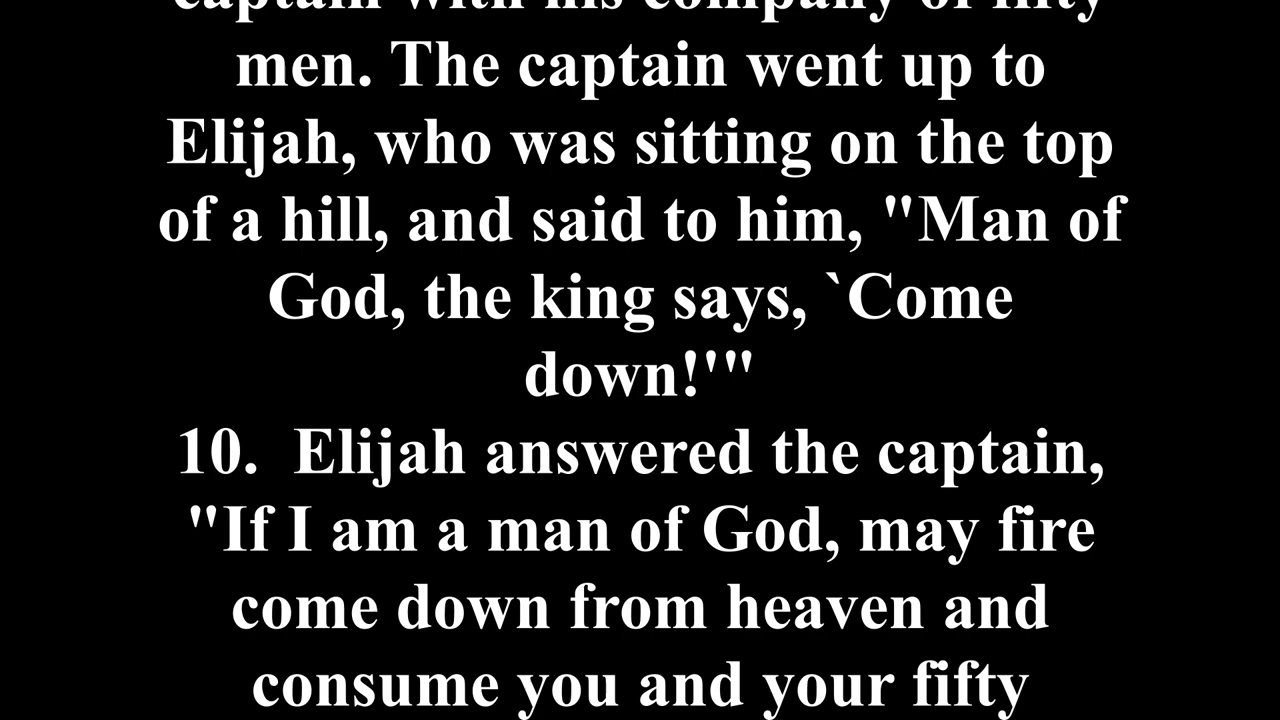 captain with his company of fifty
men. The captain went up to
Elijah, who was sitting on the top
of a hill, and said to him, "Man of
God, the king says, `Come
down!'"
10.  Elijah answered the captain,
"If I am a man of God, may fire
come down from heaven and
consume you and your fifty